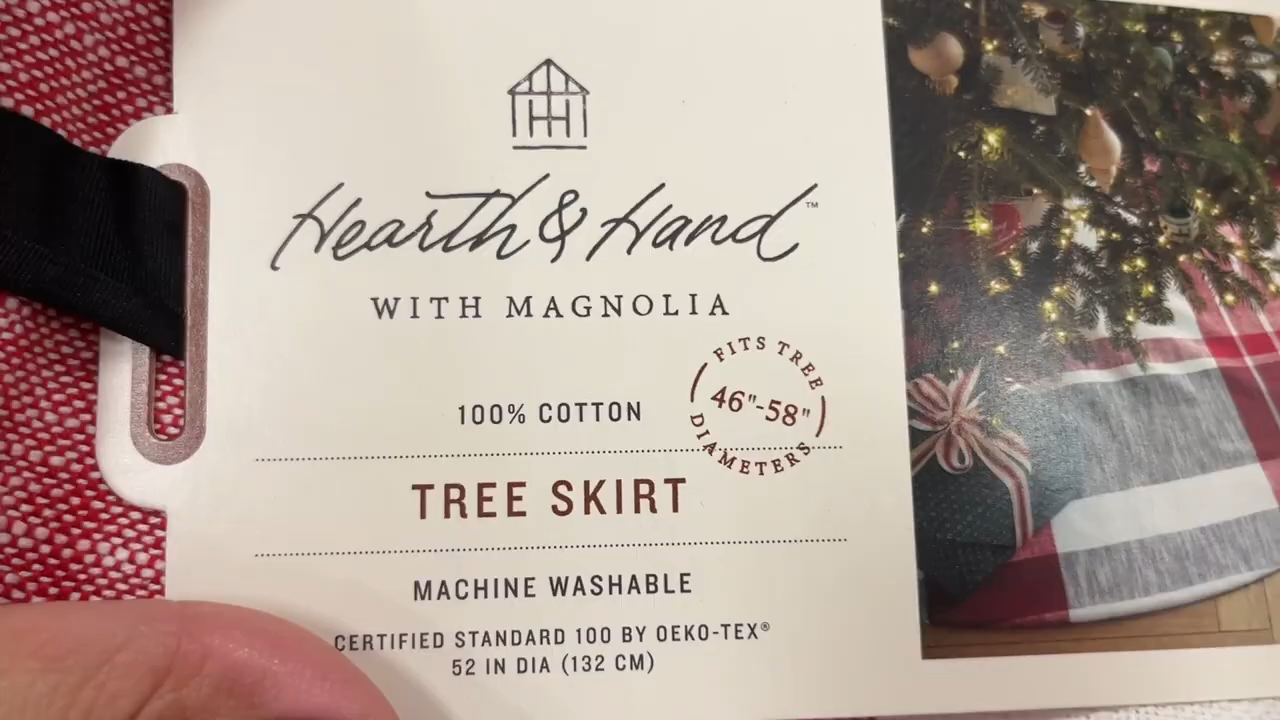 Hearth & Hand™
WITH MAGNOLIA
FITS TREE
46"-58"
DIAMETERS
100% COTTON
TREE SKIRT
MACHINE WASHABLE
CERTIFIED STANDARD 100 BY OEKO-TEX®
52 IN DIA (132 CM)